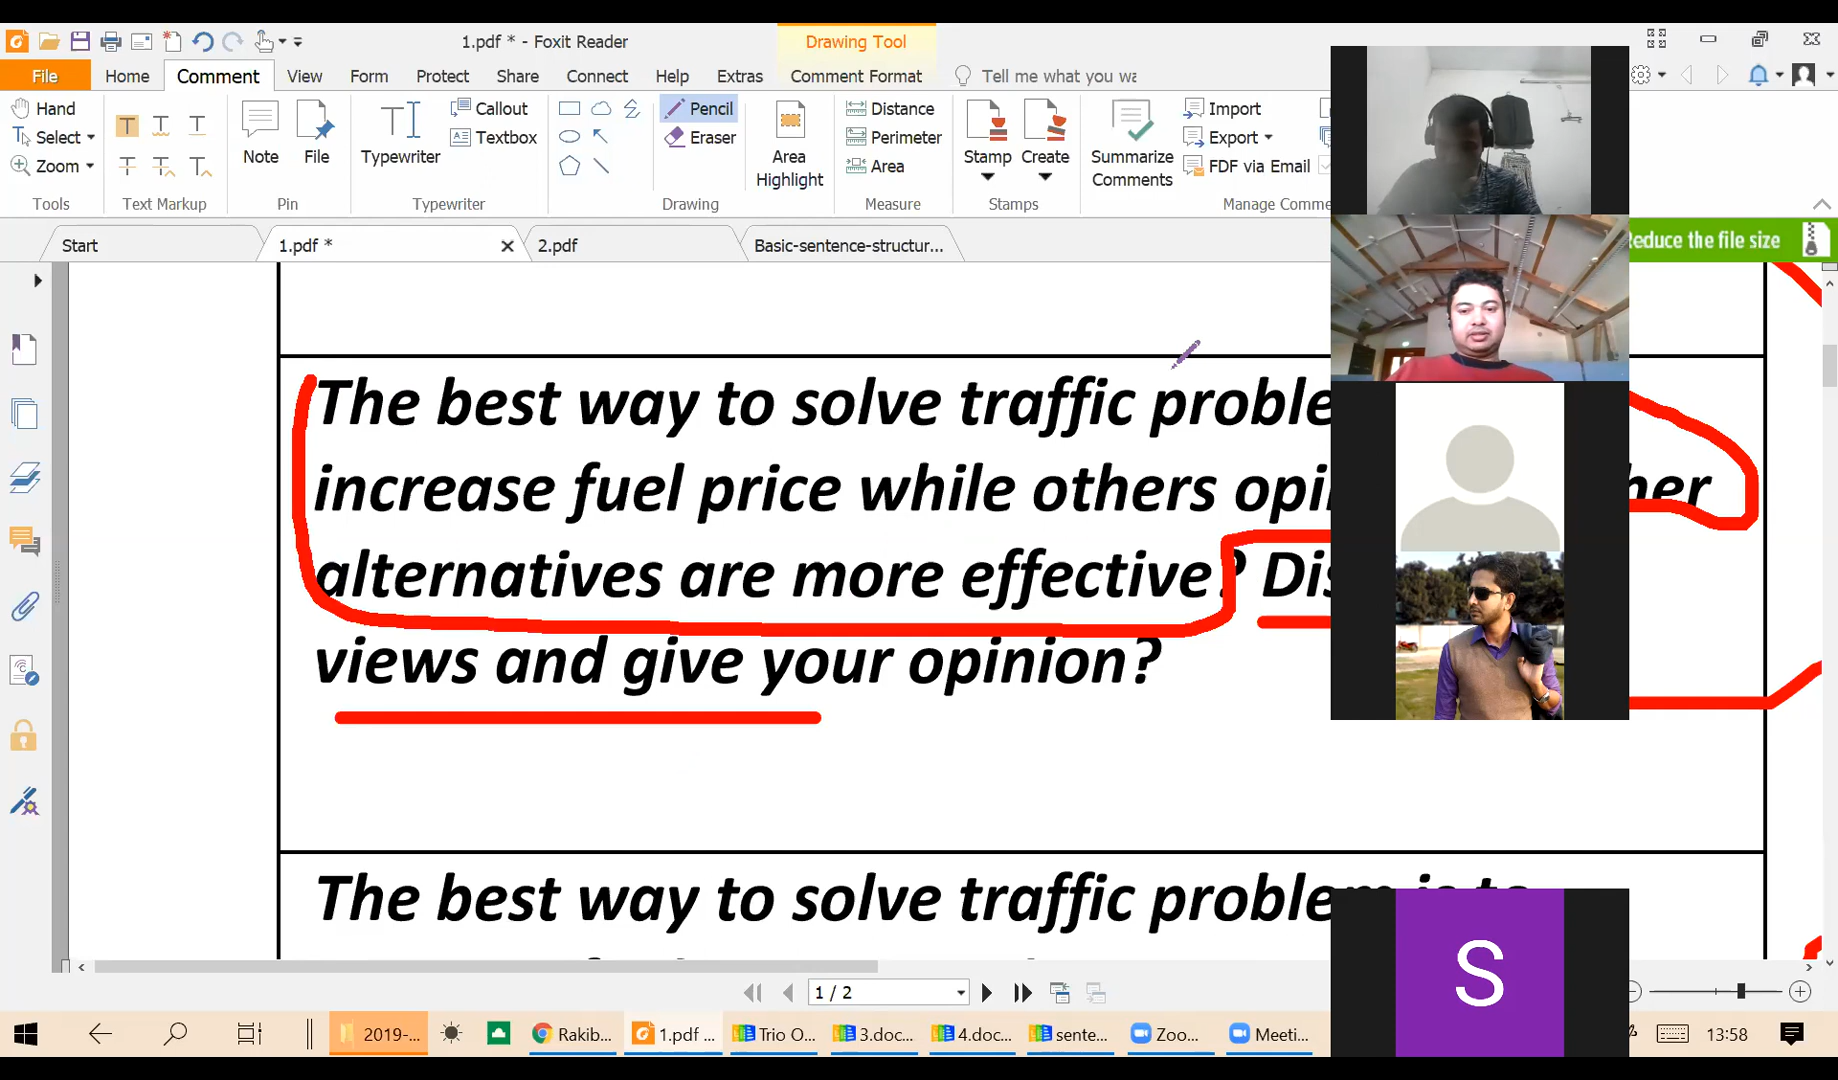 1.pdf * - Foxit Reader
Drawing Tool
File
Home
Comment
View
Form
Protect
Share
Connect
Help
Extras
Comment Format
Tell me what you wa
Hand
Select
Zoom
Tools
Text Markup
Note
File
Pin
Typewriter
Callout
Textbox
Typewriter
Pencil
Eraser
Drawing
Area
Highlight
Distance
Perimeter
Area
Measure
Stamp
Create
Stamps
Summarize
Comments
Import
Export
FDF via Email
Manage Comme
Start
1.pdf *
2.pdf
Basic-sentence-structur...
educe the file size
The best way to solve traffic proble
increase fuel price while others opi her
alternatives are more effective? Dis
views and give your opinion?
The best way to solve traffic problem is to
S
1 / 2
2019-...
Rakib...
1.pdf ...
Trio O...
3.doc...
4.doc...
sente...
Zoo...
Meeti...
13:58